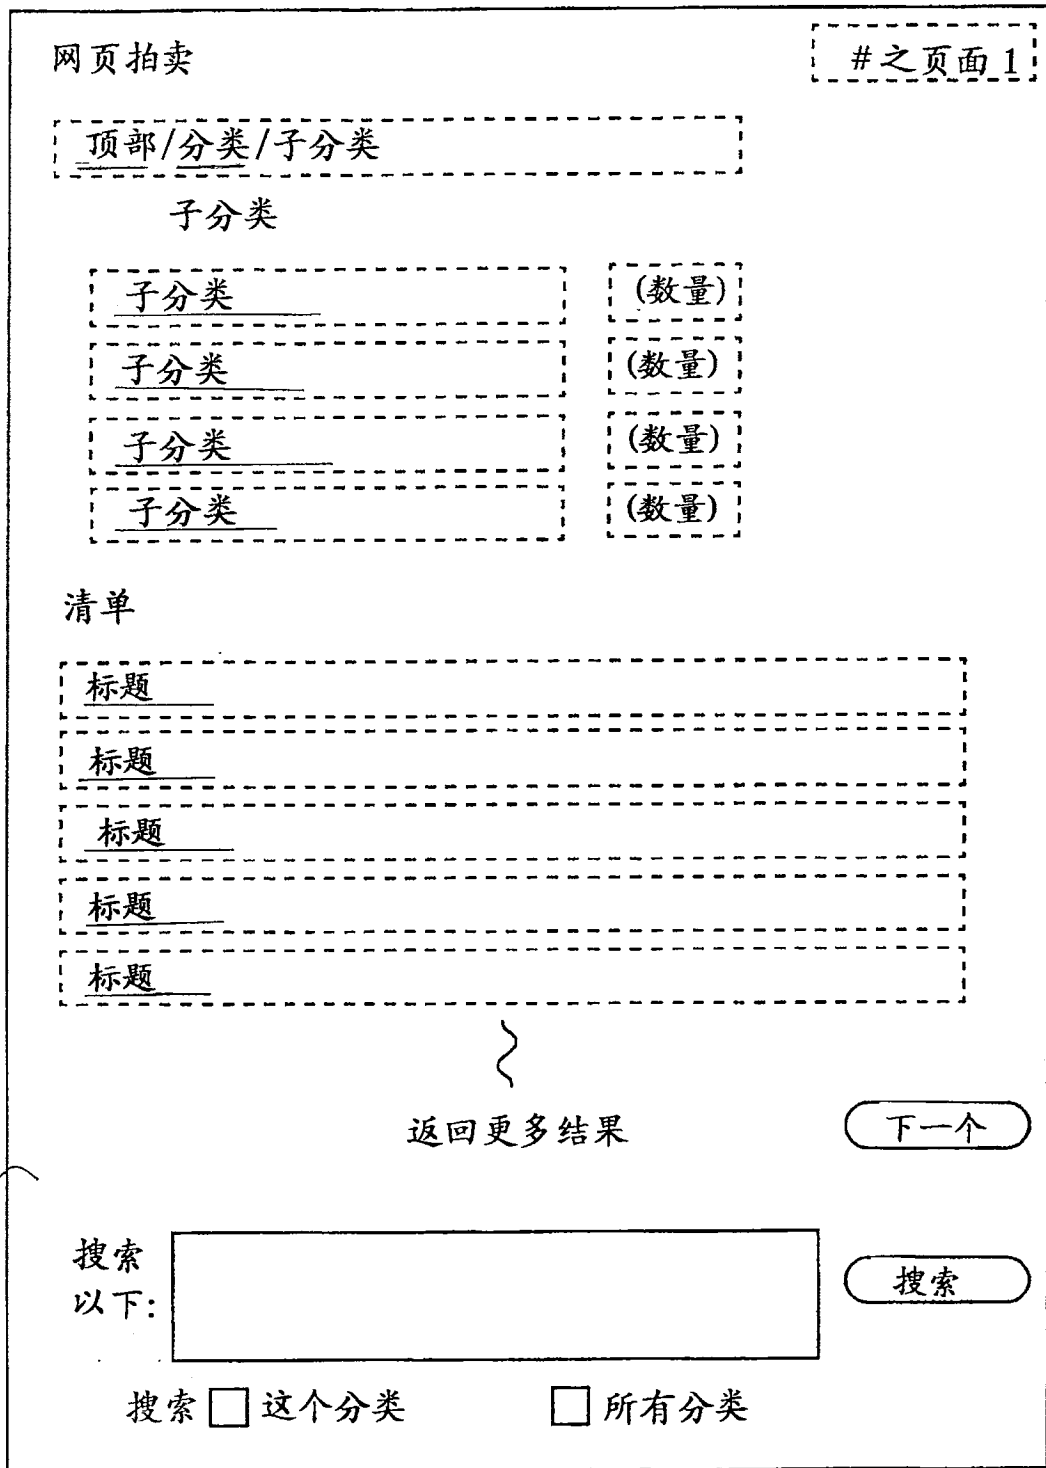 网页拍卖
#之页面 1
顶部/分类/子分类
子分类
子分类 (数量)
子分类 (数量)
子分类 (数量)
子分类 (数量)
清单
标题
标题
标题
标题
标题
返回更多结果 下一个
搜索
以下:
搜索
搜索 这个分类 所有分类